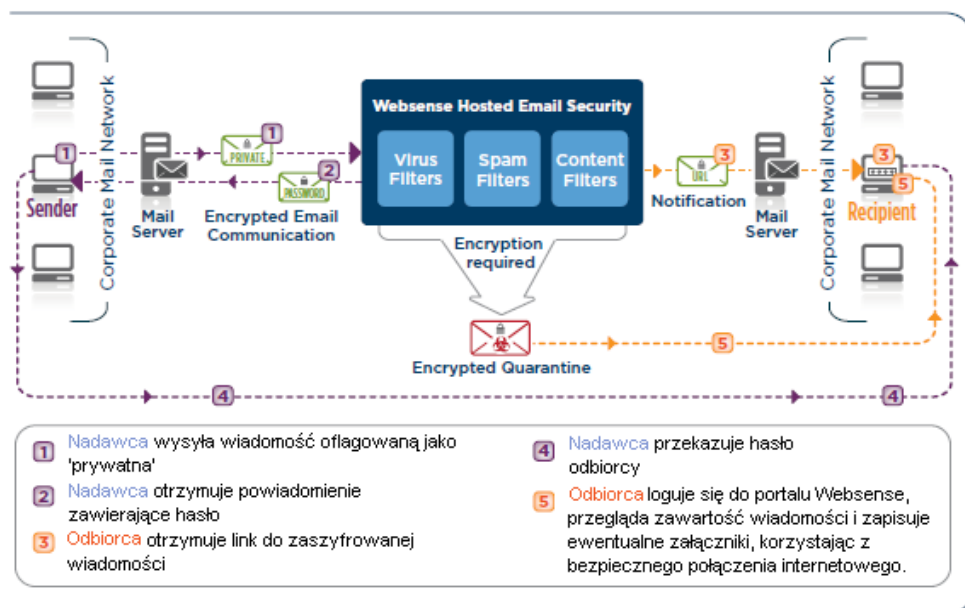 Websense Hosted Email Security
Virus
Filters
Spam
Filters
Content
Filters
Corporate Mail Network
1
Sender
Mail
Server
1
PRIVATE
2
PASSWORD
Encrypted Email
Communication
3
URL
Notification
Mail
Server
Corporate Mail Network
3
5
Recipient
Encryption
required
Encrypted Quarantine
5
4
4
1 Nadawca wysyła wiadomość oflagowaną jako
'prywatna'
2 Nadawca otrzymuje powiadomienie
zawierające hasło
3 Odbiorca otrzymuje link do zaszyfrowanej
wiadomości
4 Nadawca przekazuje hasło
odbiorcy
5 Odbiorca loguje się do portalu Websense,
przegląda zawartość wiadomości i zapisuje
ewentualne załączniki, korzystając z
bezpiecznego połączenia internetowego.